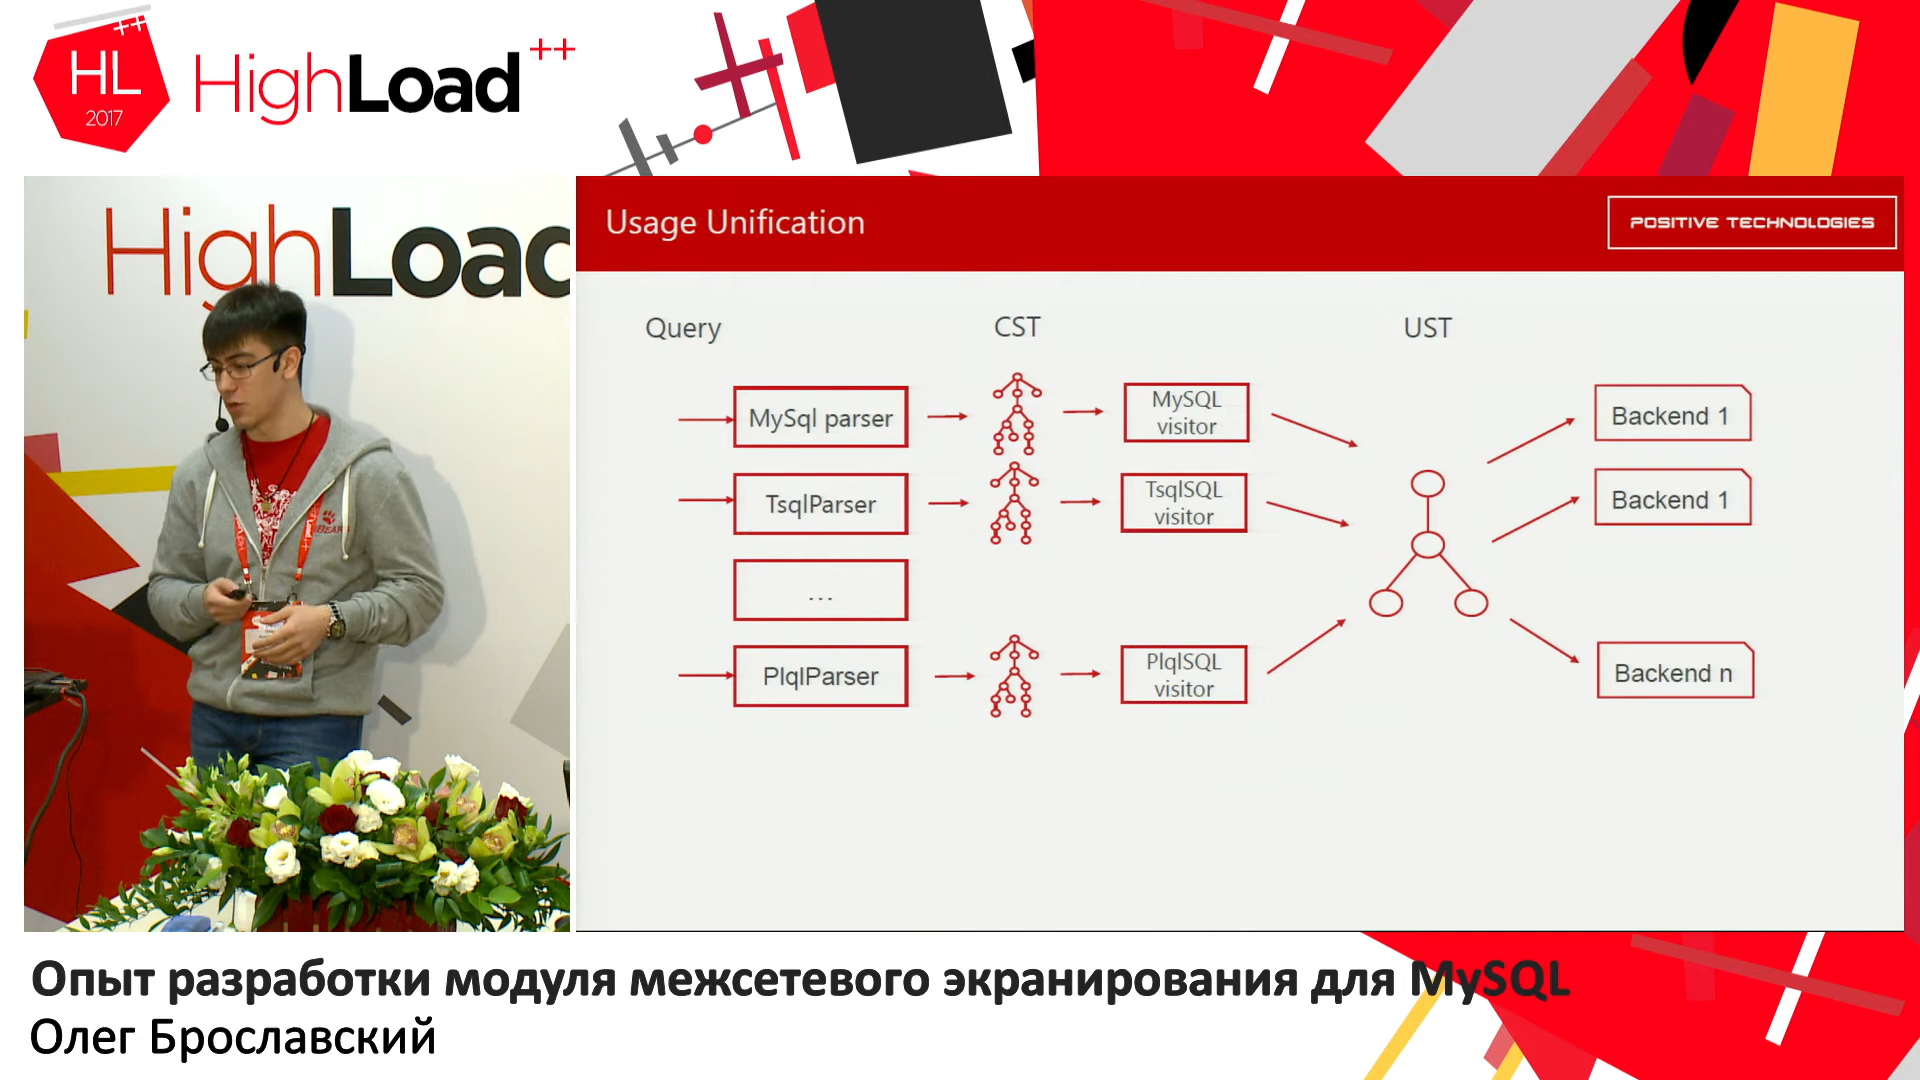 HL ++
2017
HighLoad ++
HighLoad
Usage Unification
POSITIVE TECHNOLOGIES
Query
CST
UST
MySql parser
MySQL
visitor
Backend 1
TsqlParser
TsqlSQL
visitor
Backend 1
...
PlqlParser
PlqlSQL
visitor
Backend n
Опыт разработки модуля межсетевого экранирования для MySQL
Олег Брославский